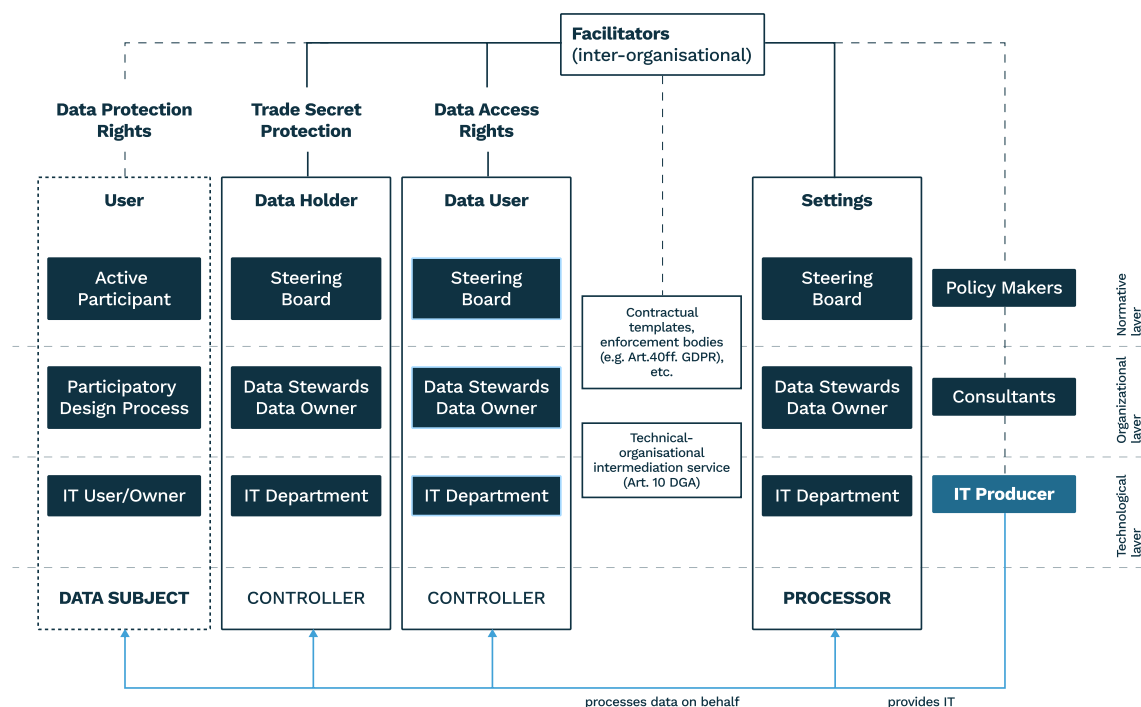 Facilitators
(inter-organisational)
Data Protection
Rights
Trade Secret
Protection
Data Access
Rights
User
Active
Participant
Participatory
Design Process
IT User/Owner
DATA SUBJECT
Data Holder
Steering
Board
Data Stewards
Data Owner
IT Department
CONTROLLER
Data User
Steering
Board
Data Stewards
Data Owner
IT Department
CONTROLLER
Contractual
templates,
enforcement bodies
(e.g. Art.40ff. GDPR),
etc.
Technical-
organisational
intermediation service
(Art. 10 DGA)
Settings
Steering
Board
Data Stewards
Data Owner
IT Department
PROCESSOR
Policy Makers
Consultants
IT Producer
Normative
layer
Organizational
layer
Technological
layer
processes data on behalf
provides IT